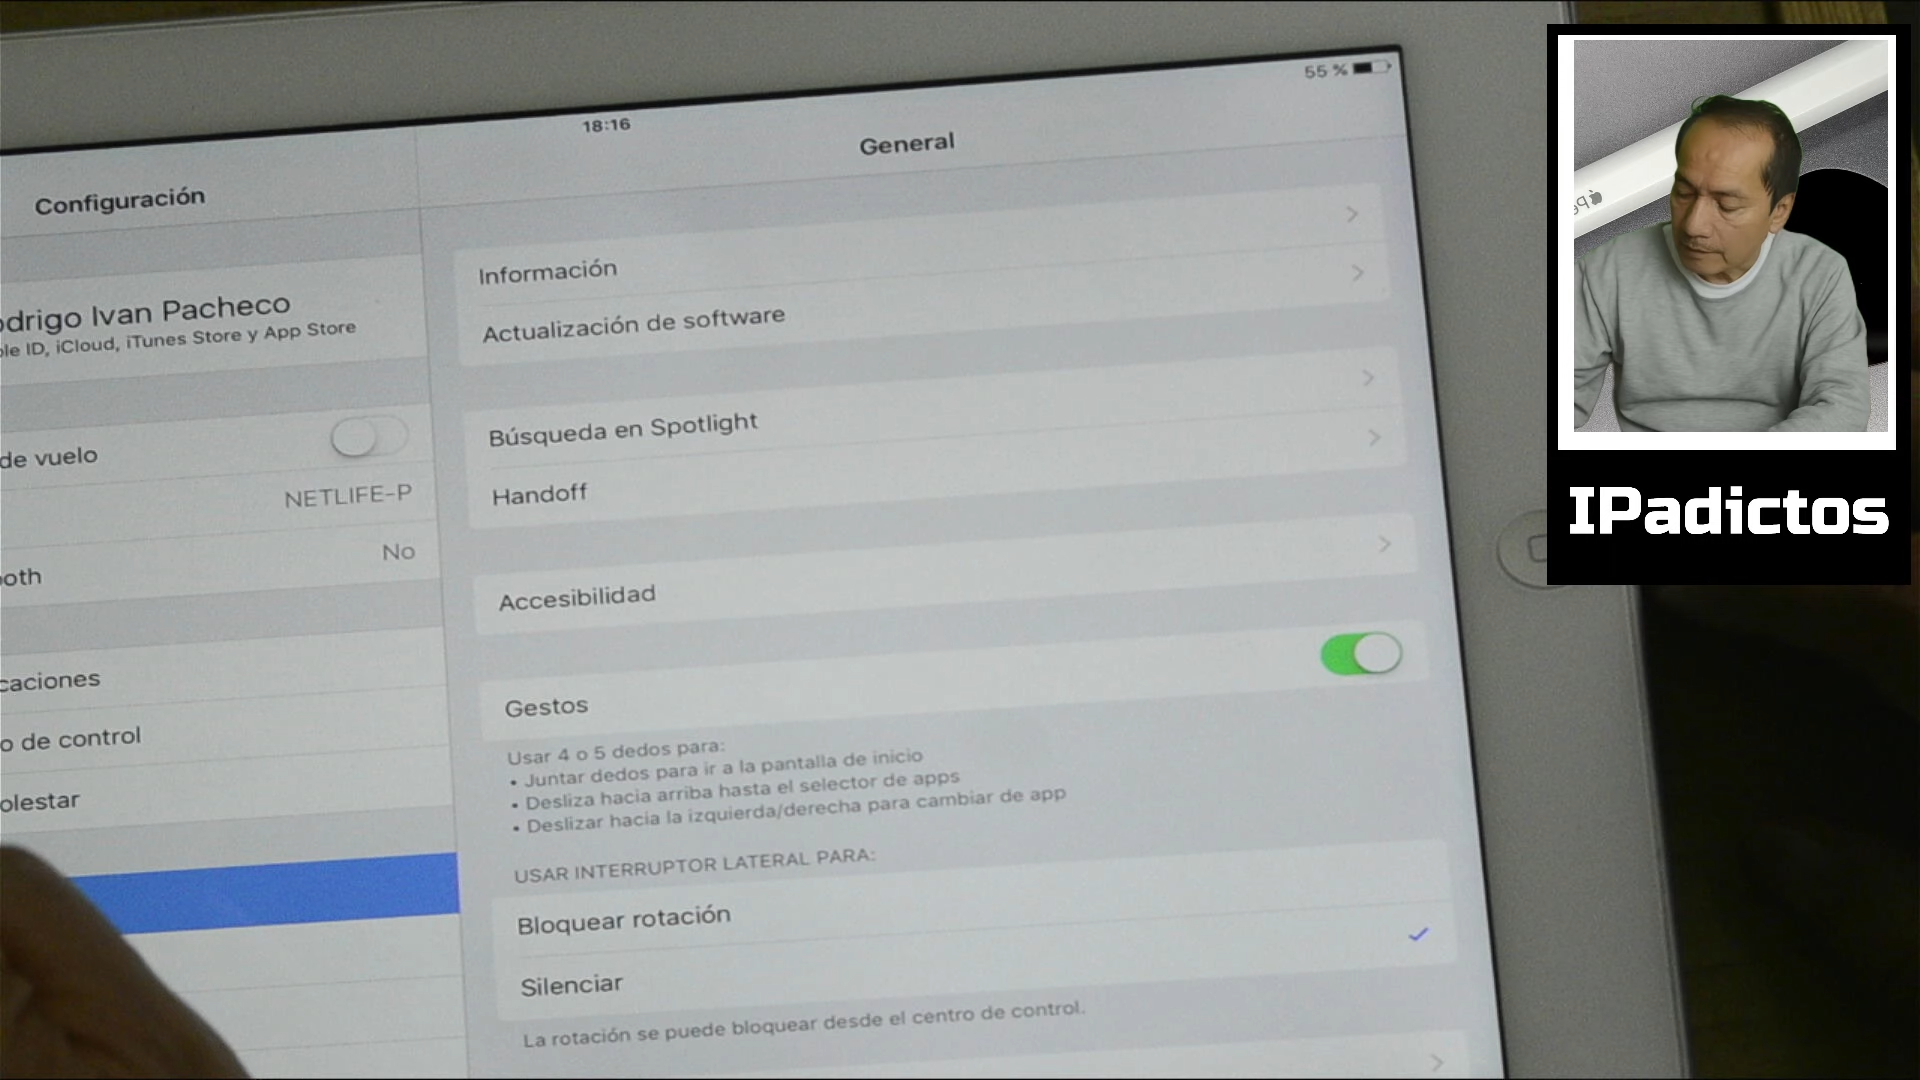 55 %
18:16
General
Configuración
Información
Actualización de software
odrigo Ivan Pacheco
ple ID, iCloud, iTunes Store y App Store
Búsqueda en Spotlight
de vuelo
Handoff
NETLIFE-P
ooth No
Accesibilidad
caciones
Gestos
o de control
Usar 4 o 5 dedos para:
• Juntar dedos para ir a la pantalla de inicio
• Desliza hacia arriba hasta el selector de apps
• Deslizar hacia la izquierda/derecha para cambiar de app
olestar
USAR INTERRUPTOR LATERAL PARA:
Bloquear rotación
Silenciar
La rotación se puede bloquear desde el centro de control.
IPadictos